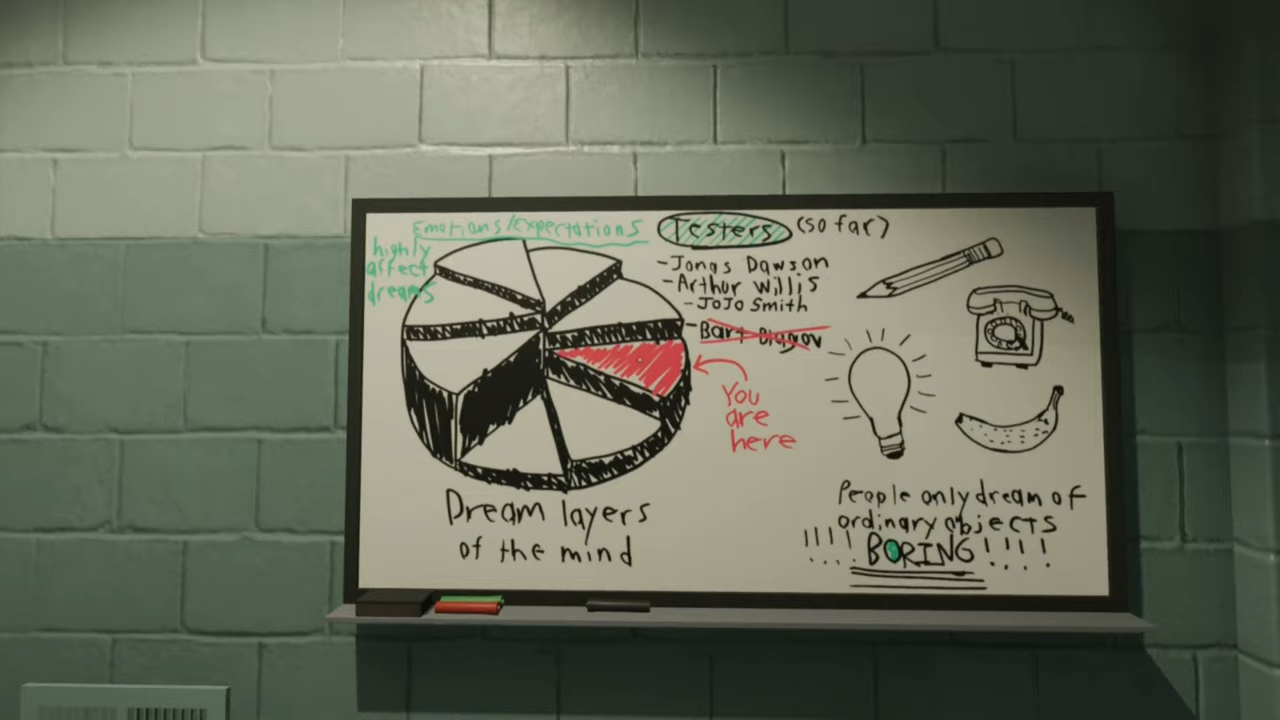 Emotions/Expectations
highly
affect
dreams
Testers (so far)
-Jonas Dawson
-Arthur Willis
-JoJo Smith
-Bart
You
are
here
Dream layers
of the mind
People only dream of
ordinary objects
!!!! BORING !!!!